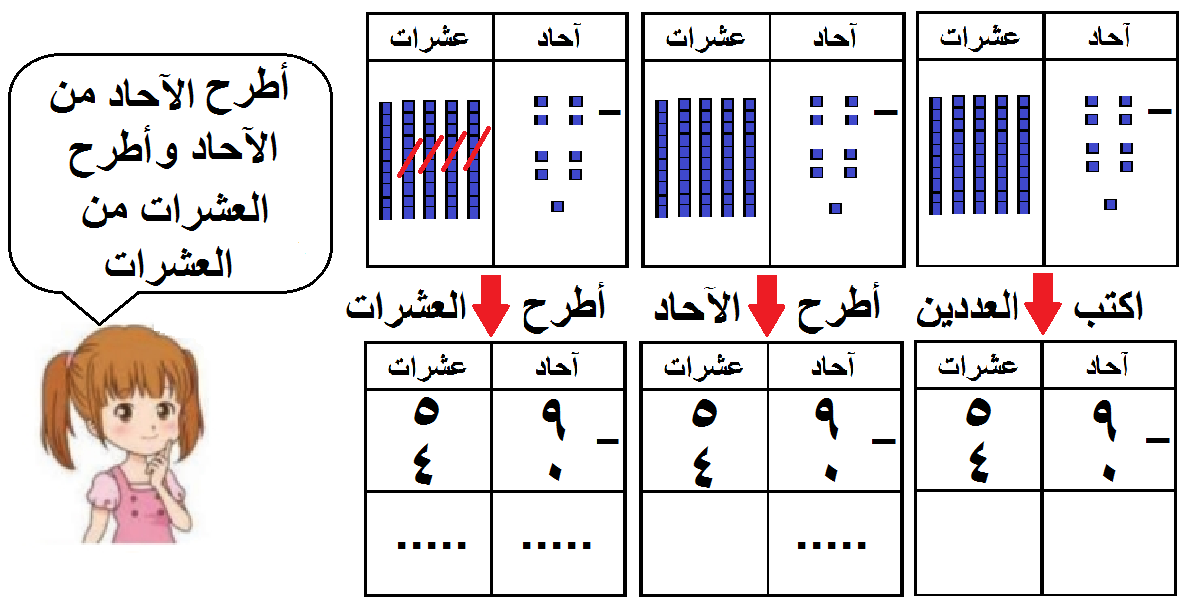 آحاد عشرات
–
اكتب العددين
آحاد عشرات
٩ ٥
–
٠ ٤
آحاد عشرات
–
أطرح الآحاد
آحاد عشرات
٩ ٥
–
٠ ٤
.....
آحاد عشرات
–
أطرح العشرات
آحاد عشرات
٩ ٥
–
٠ ٤
..... .....
أطرح الآحاد من
الآحاد وأطرح
العشرات من
العشرات